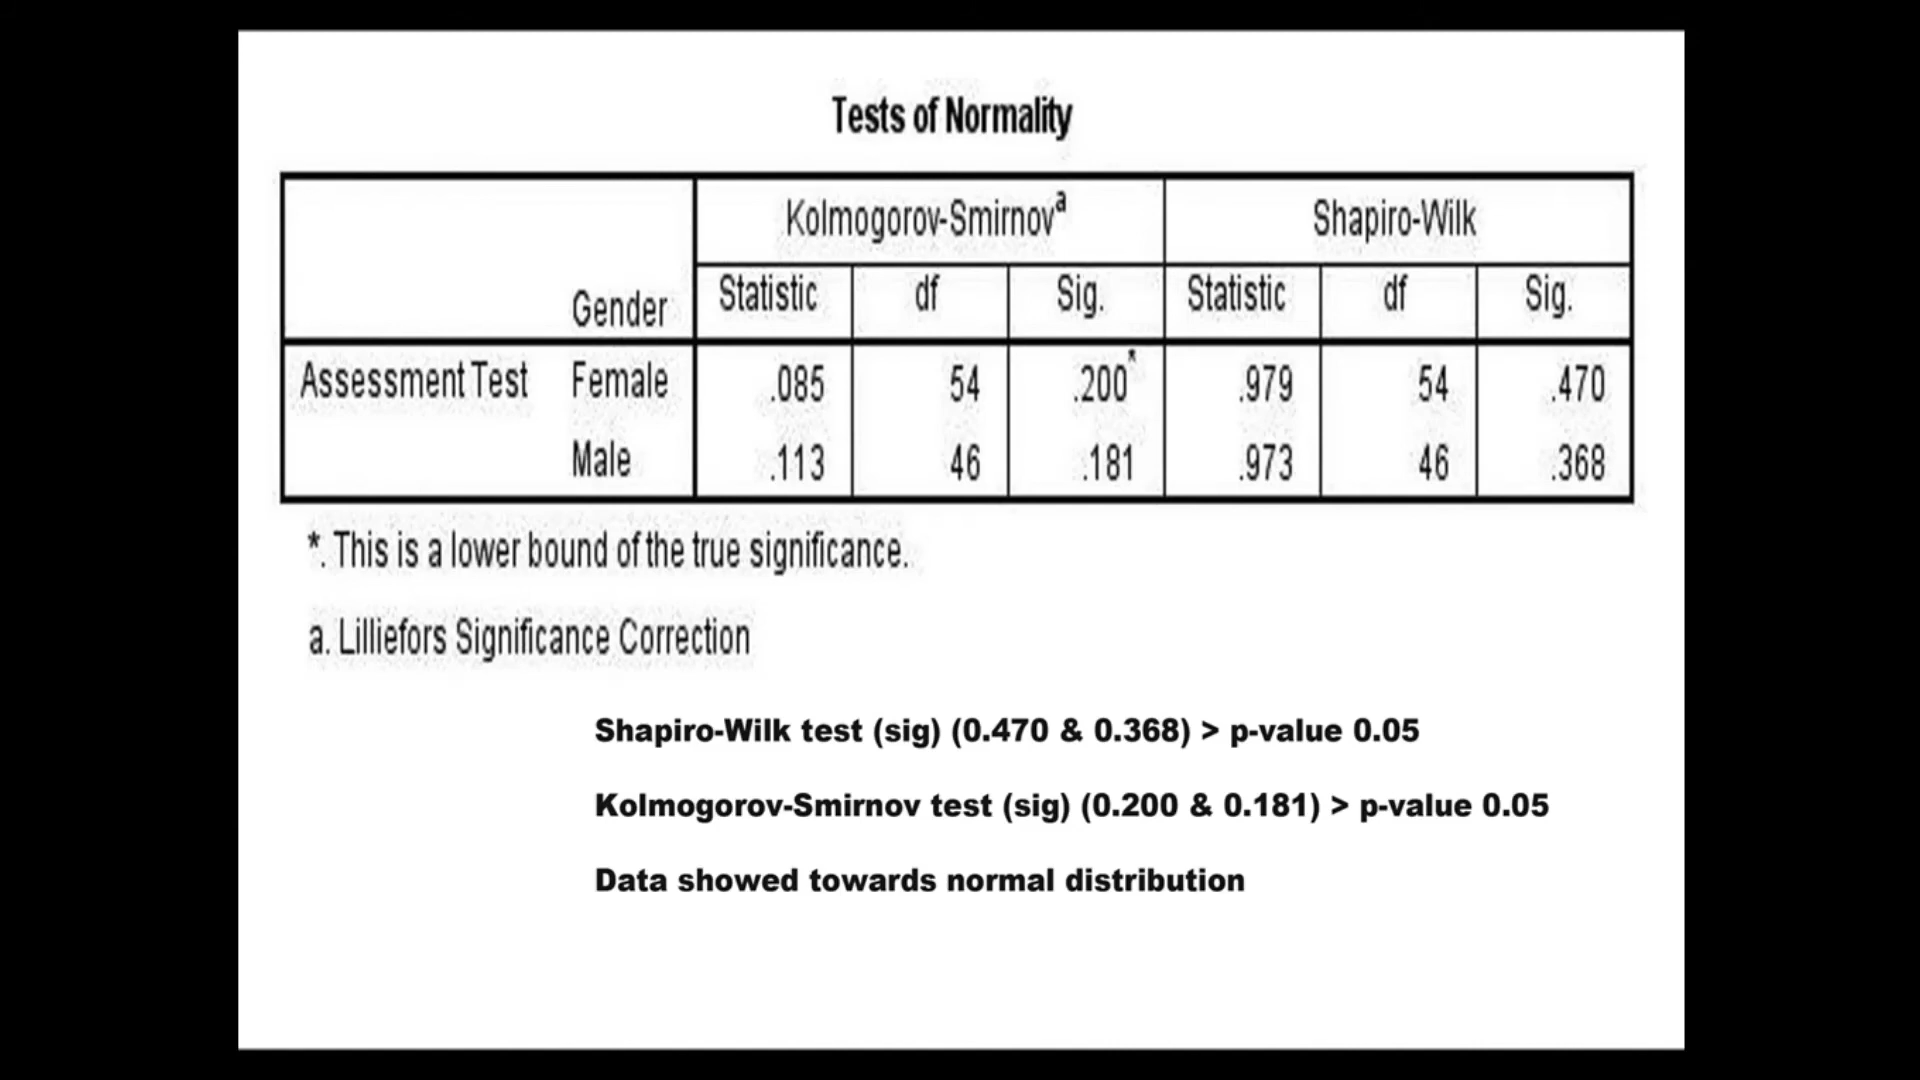 Tests of Normality
Kolmogorov-Smirnovᵃ Shapiro-Wilk
Gender Statistic df Sig. Statistic df Sig.
Assessment Test Female .085 54 .200* .979 54 .470
Male .113 46 .181 .973 46 .368
*. This is a lower bound of the true significance.
a. Lilliefors Significance Correction
Shapiro-Wilk test (sig) (0.470 & 0.368) > p-value 0.05
Kolmogorov-Smirnov test (sig) (0.200 & 0.181) > p-value 0.05
Data showed towards normal distribution